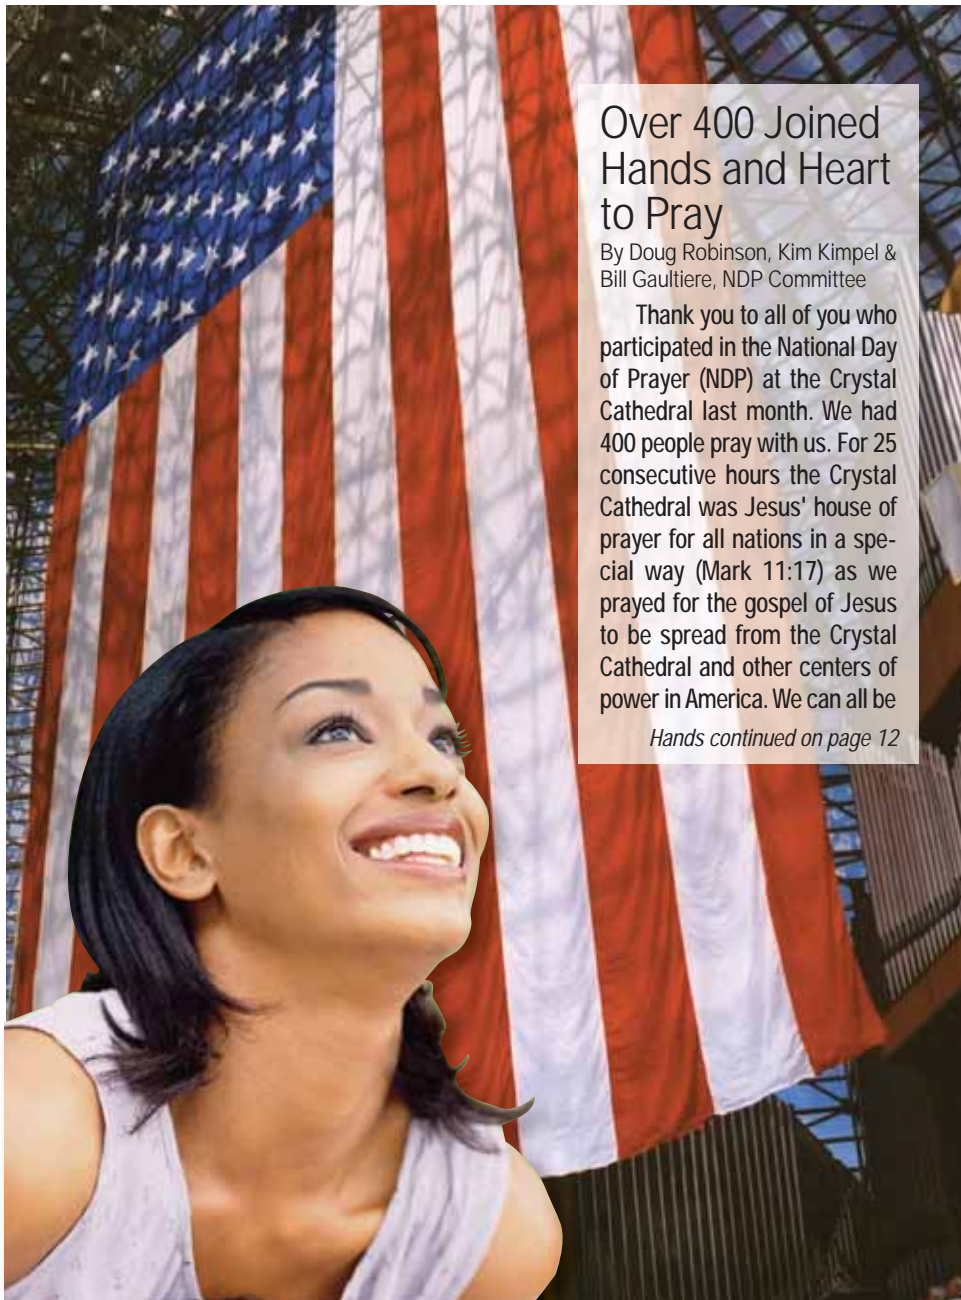 Over 400 Joined
Hands and Heart
to Pray
By Doug Robinson, Kim Kimpel &
Bill Gaultiere, NDP Committee
Thank you to all of you who
participated in the National Day
of Prayer (NDP) at the Crystal
Cathedral last month. We had
400 people pray with us. For 25
consecutive hours the Crystal
Cathedral was Jesus' house of
prayer for all nations in a spe-
cial way (Mark 11:17) as we
prayed for the gospel of Jesus
to be spread from the Crystal
Cathedral and other centers of
power in America. We can all be
Hands continued on page 12